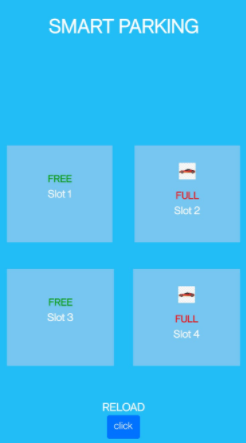 SMART PARKING
FREE
Slot 1
FULL
Slot 2
FREE
Slot 3
FULL
Slot 4
RELOAD
click